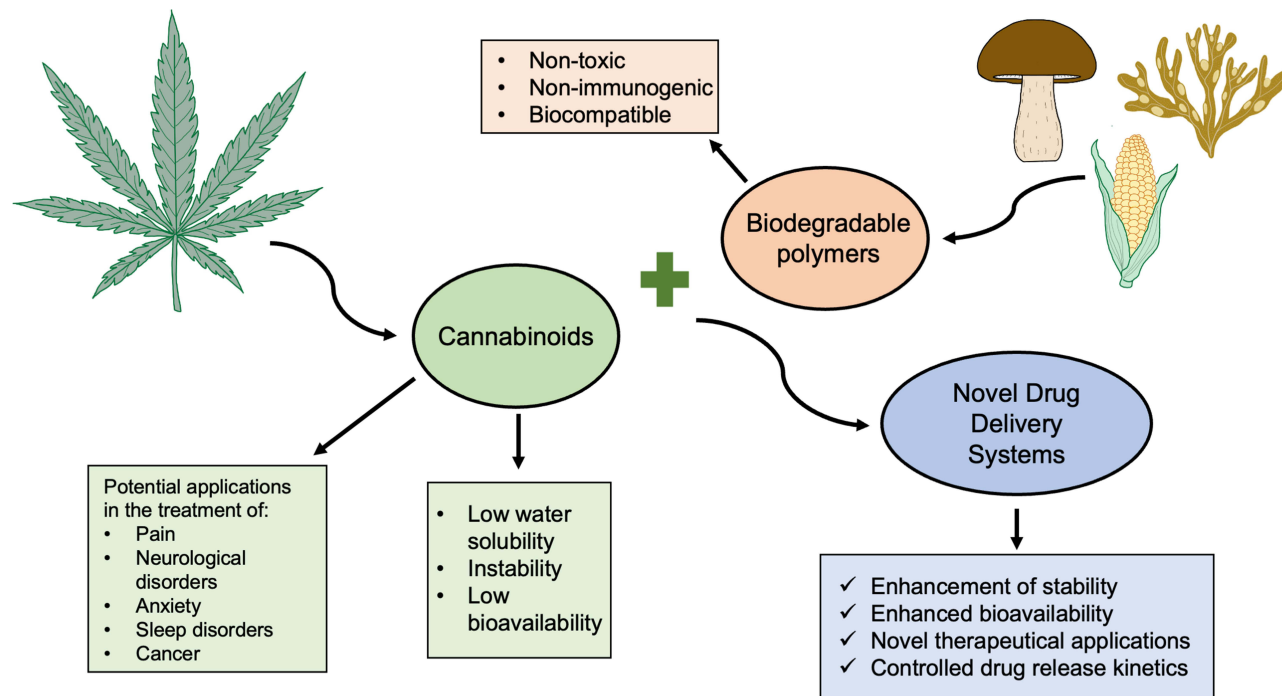 • Non-toxic
• Non-immunogenic
• Biocompatible
Biodegradable
polymers
Cannabinoids
Novel Drug
Delivery
Systems
Potential applications
in the treatment of:
• Pain
• Neurological
disorders
• Anxiety
• Sleep disorders
• Cancer
• Low water
solubility
• Instability
• Low
bioavailability
✓ Enhancement of stability
✓ Enhanced bioavailability
✓ Novel therapeutical applications
✓ Controlled drug release kinetics